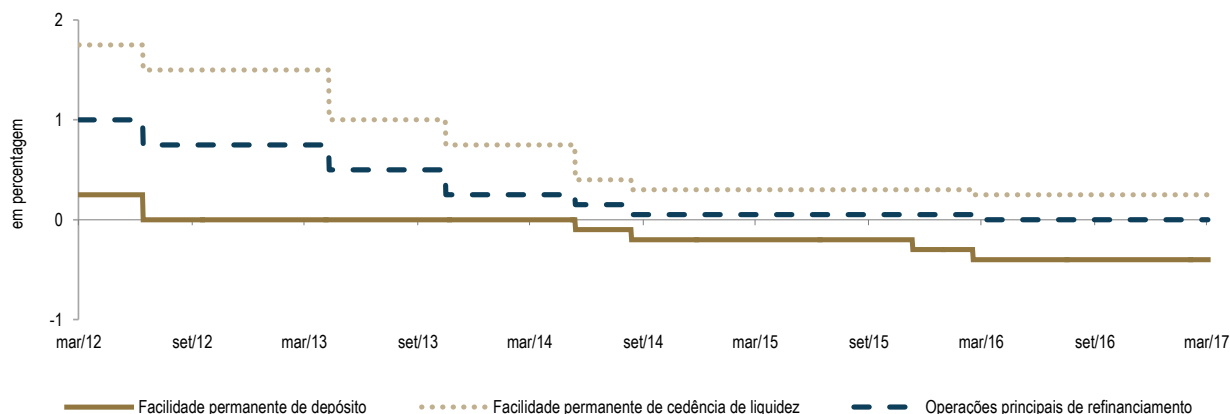 em percentagem
2
1
0
-1
mar/12 set/12 mar/13 set/13 mar/14 set/14 mar/15 set/15 mar/16 set/16 mar/17
Facilidade permanente de depósito Facilidade permanente de cedência de liquidez Operações principais de refinanciamento